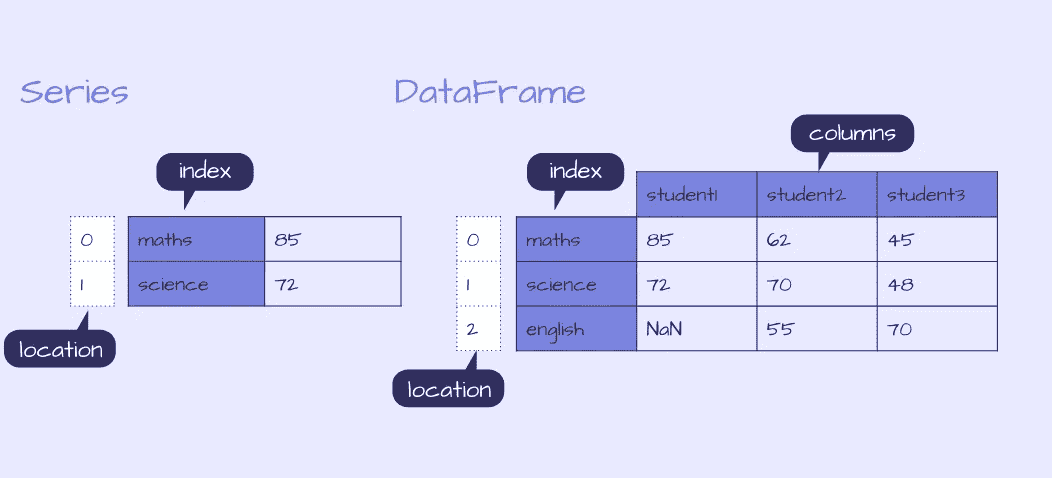 Series
DataFrame
columns
index
index
student1 student2 student3
0 maths 85
1 science 72
location
0 maths 85 62 45
1 science 72 70 48
2 english NaN 55 70
location